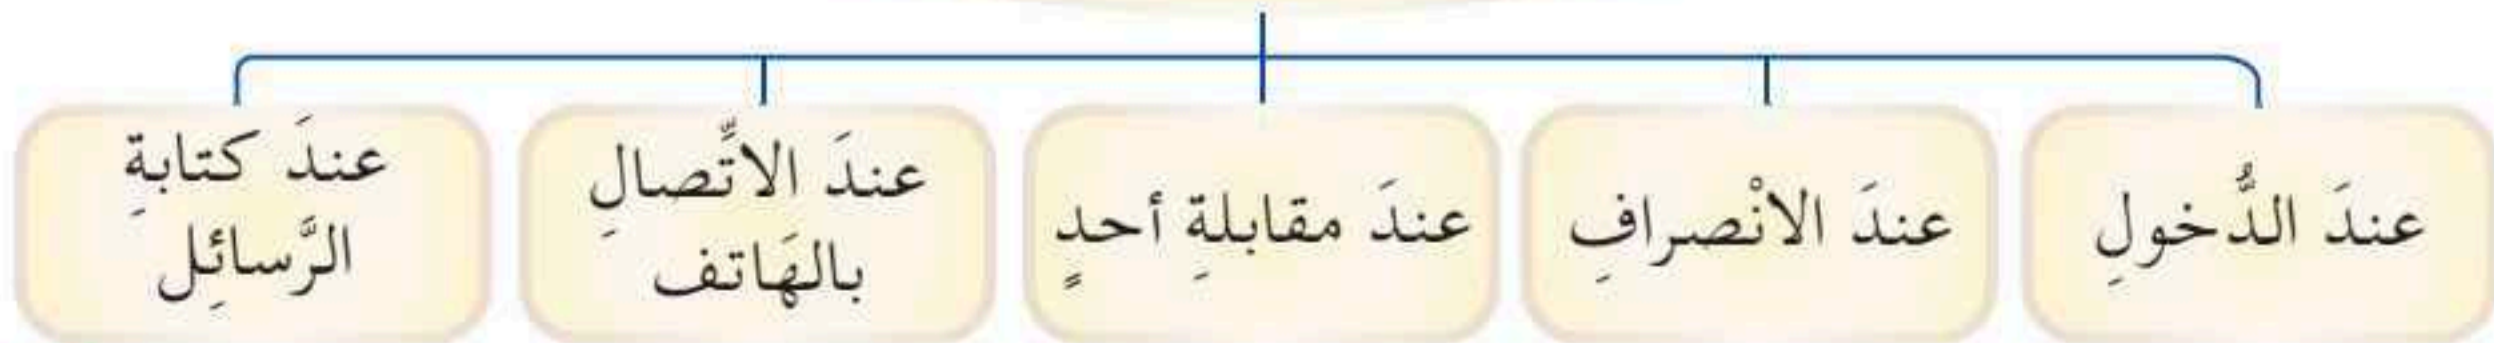 عندَ الدُّخولِ
عندَ الانْصرافِ
عندَ مقابلةِ أحدٍ
عندَ الاتِّصالِ
بالهَاتف
عندَ كتابةِ
الرَّسائِل